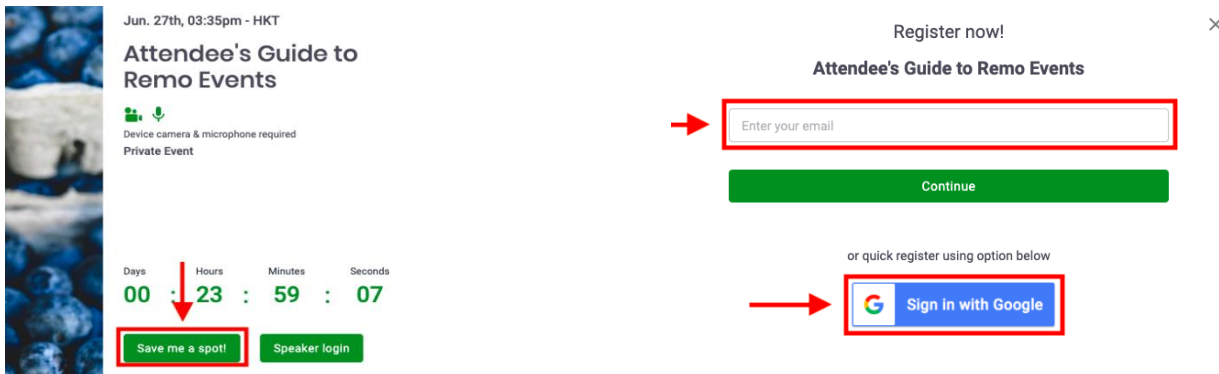 Jun. 27th, 03:35pm - HKT
Attendee's Guide to
Remo Events
Device camera & microphone required
Private Event
Days Hours Minutes Seconds
00 : 23 : 59 : 07
Save me a spot! Speaker login
Register now!
Attendee's Guide to Remo Events
Enter your email
Continue
or quick register using option below
G Sign in with Google